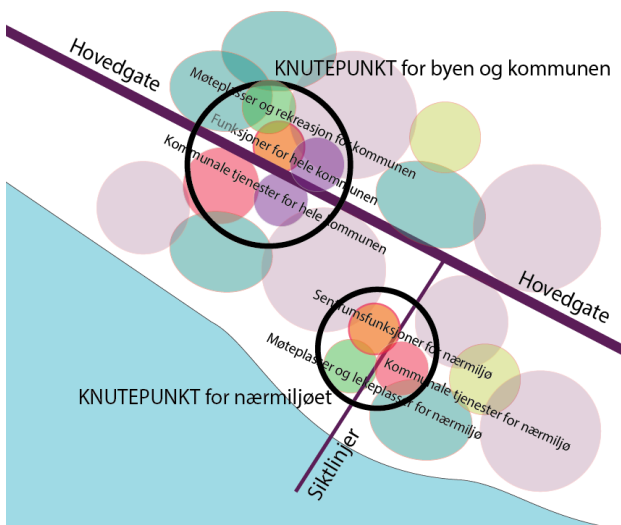 Hovedgate
KNUTEPUNKT for byen og kommunen
Møteplasser og rekreasjon for kommunen
Funksjoner for hele kommunen
Kommunale tjenester for hele kommunen
Hovedgate
Sentrumsfunksjoner for nærmiljø
Møteplasser og lekeplasser for nærmiljø
Kommunale tjenester for nærmiljø
KNUTEPUNKT for nærmiljøet
Siktlinjer